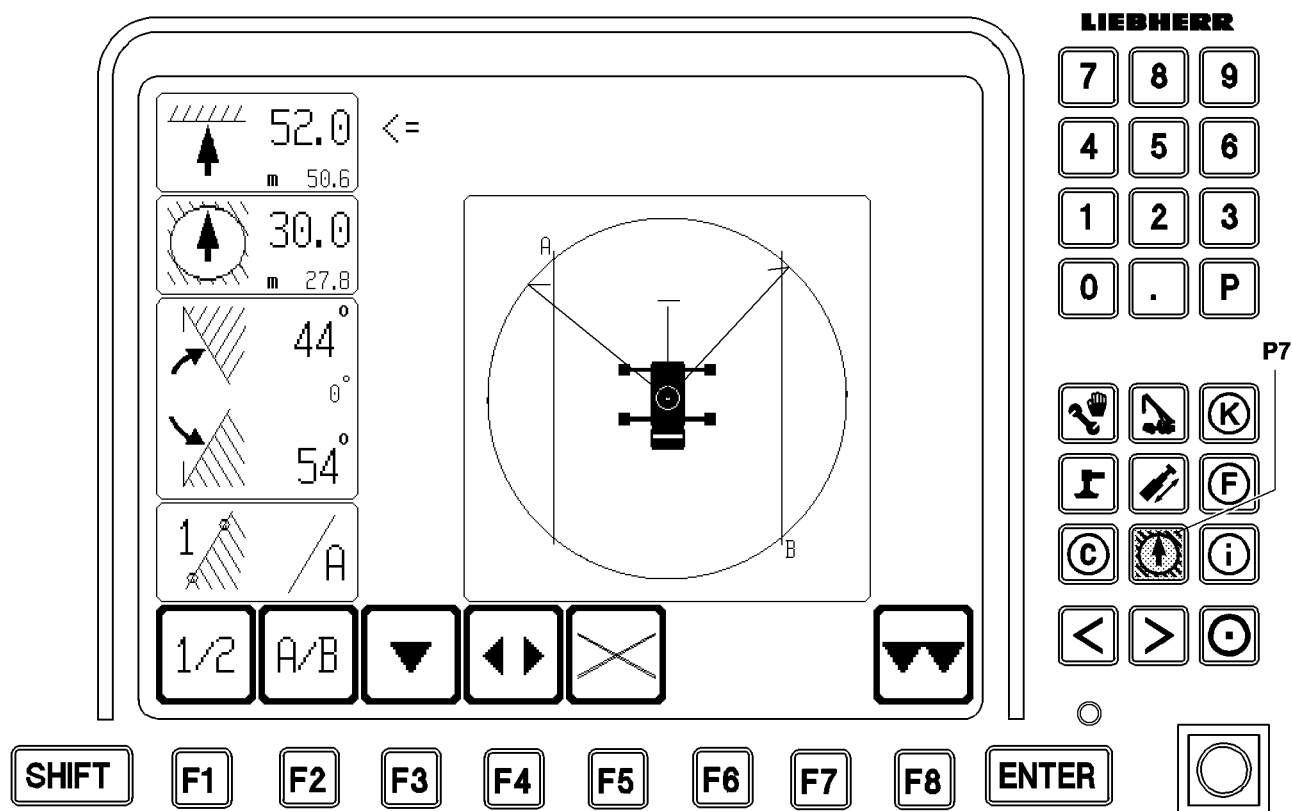 LIEBHERR
7 8 9
4 5 6
1 2 3
0 . P
P7
K
F
C i
< >
52.0 <=
m 50.6
30.0
m 27.8
44°
0°
54°
1 A
A
B
1/2 A/B
SHIFT F1 F2 F3 F4 F5 F6 F7 F8 ENTER